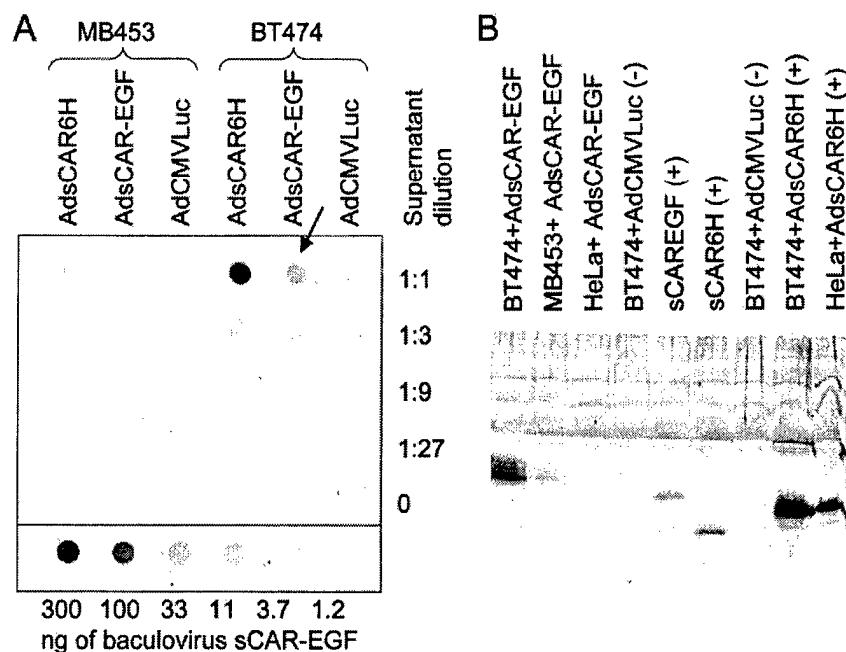 A
MB453
BT474
AdsCAR6H
AdsCAR-EGF
AdCMVLuc
AdsCAR6H
AdsCAR-EGF
AdCMVLuc
Supernatant
dilution
1:1
1:3
1:9
1:27
0
300 100 33 11 3.7 1.2
ng of baculovirus sCAR-EGF
B
BT474+AdsCAR-EGF
MB453+ AdsCAR-EGF
HeLa+ AdsCAR-EGF
BT474+AdCMVLuc (-)
sCAREGF (+)
sCAR6H (+)
BT474+AdCMVLuc (-)
BT474+AdsCAR6H (+)
HeLa+AdsCAR6H (+)